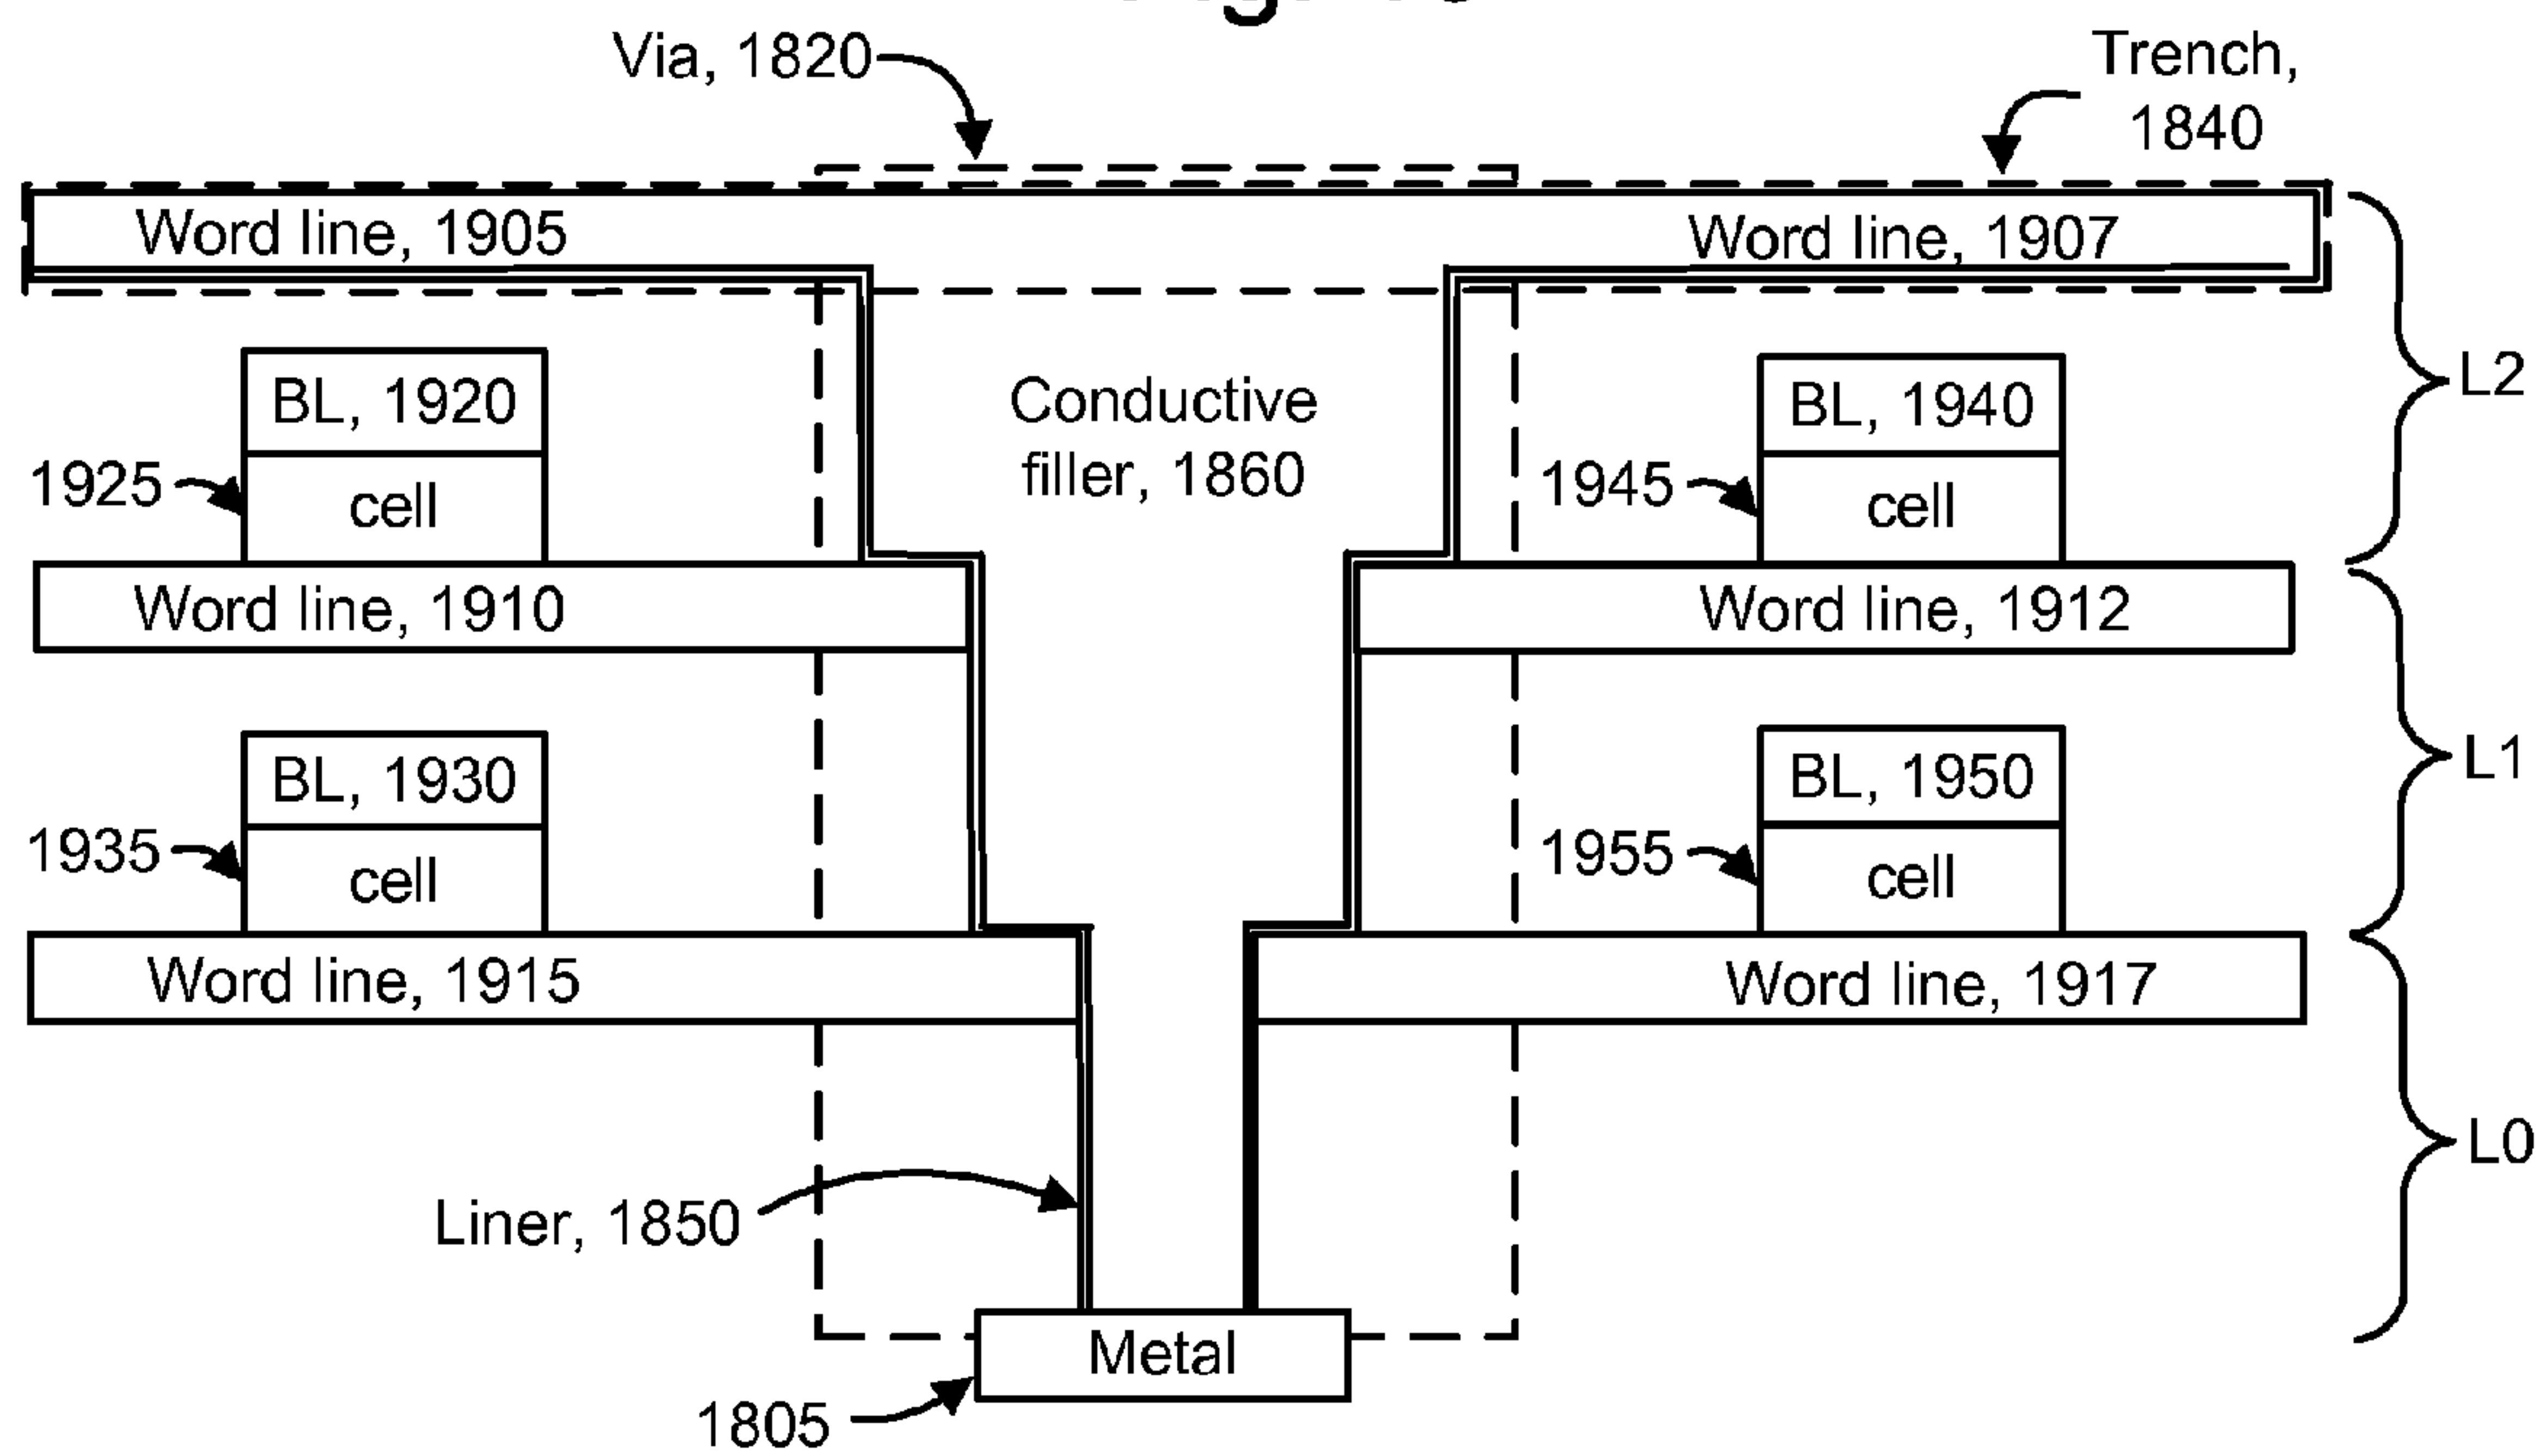 Via, 1820
Trench,
1840
Word line, 1905
Word line, 1907
BL, 1920
Conductive
filler, 1860
BL, 1940
L2
1925
cell
1945
cell
Word line, 1910
Word line, 1912
BL, 1930
BL, 1950
L1
1935
cell
1955
cell
Word line, 1915
Word line, 1917
L0
Liner, 1850
Metal
1805